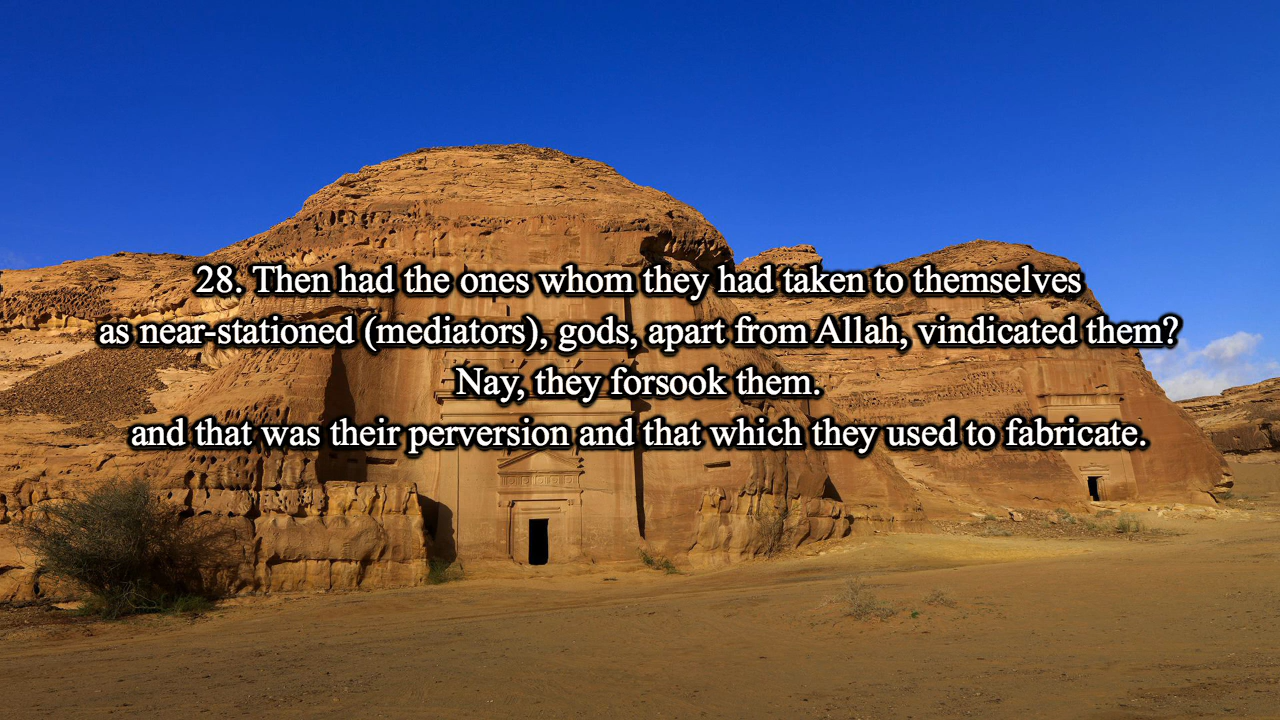 28. Then had the ones whom they had taken to themselves
as near-stationed (mediators), gods, apart from Allah, vindicated them?
Nay, they forsook them.
and that was their perversion and that which they used to fabricate.